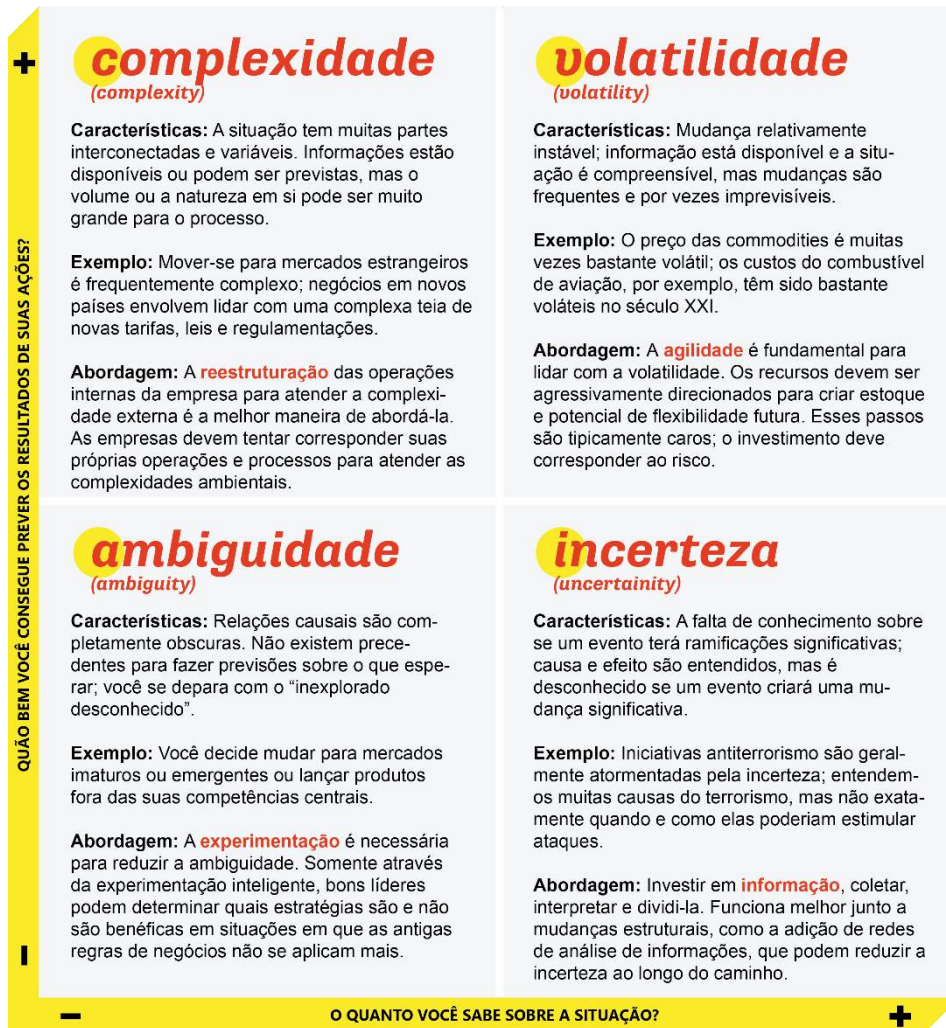 +
QUÃO BEM VOCÊ CONSEGUE PREVER OS RESULTADOS DE SUAS AÇÕES?
–
complexidade
(complexity)
Características: A situação tem muitas partes
interconectadas e variáveis. Informações estão
disponíveis ou podem ser previstas, mas o
volume ou a natureza em si pode ser muito
grande para o processo.
Exemplo: Mover-se para mercados estrangeiros
é frequentemente complexo; negócios em novos
países envolvem lidar com uma complexa teia de
novas tarifas, leis e regulamentações.
Abordagem: A reestruturação das operações
internas da empresa para atender a complexi-
dade externa é a melhor maneira de abordá-la.
As empresas devem tentar corresponder suas
próprias operações e processos para atender as
complexidades ambientais.
volatilidade
(volatility)
Características: Mudança relativamente
instável; informação está disponível e a situ-
ação é compreensível, mas mudanças são
frequentes e por vezes imprevisíveis.
Exemplo: O preço das commodities é muitas
vezes bastante volátil; os custos do combustível
de aviação, por exemplo, têm sido bastante
voláteis no século XXI.
Abordagem: A agilidade é fundamental para
lidar com a volatilidade. Os recursos devem ser
agressivamente direcionados para criar estoque
e potencial de flexibilidade futura. Esses passos
são tipicamente caros; o investimento deve
corresponder ao risco.
ambiguidade
(ambiguity)
Características: Relações causais são com-
pletamente obscuras. Não existem prece-
dentes para fazer previsões sobre o que espe-
rar; você se depara com o “inexplorado
desconhecido”.
Exemplo: Você decide mudar para mercados
imaturos ou emergentes ou lançar produtos
fora das suas competências centrais.
Abordagem: A experimentação é necessária
para reduzir a ambiguidade. Somente através
da experimentação inteligente, bons líderes
podem determinar quais estratégias são e não
são benéficas em situações em que as antigas
regras de negócios não se aplicam mais.
incerteza
(uncertainity)
Características: A falta de conhecimento sobre
se um evento terá ramificações significativas;
causa e efeito são entendidos, mas é
desconhecido se um evento criará uma mu-
dança significativa.
Exemplo: Iniciativas antiterrorismo são geral-
mente atormentadas pela incerteza; entendem-
os muitas causas do terrorismo, mas não exata-
mente quando e como elas poderiam estimular
ataques.
Abordagem: Investir em informação, coletar,
interpretar e dividi-la. Funciona melhor junto a
mudanças estruturais, como a adição de redes
de análise de informações, que podem reduzir a
incerteza ao longo do caminho.
– O QUANTO VOCÊ SABE SOBRE A SITUAÇÃO? +